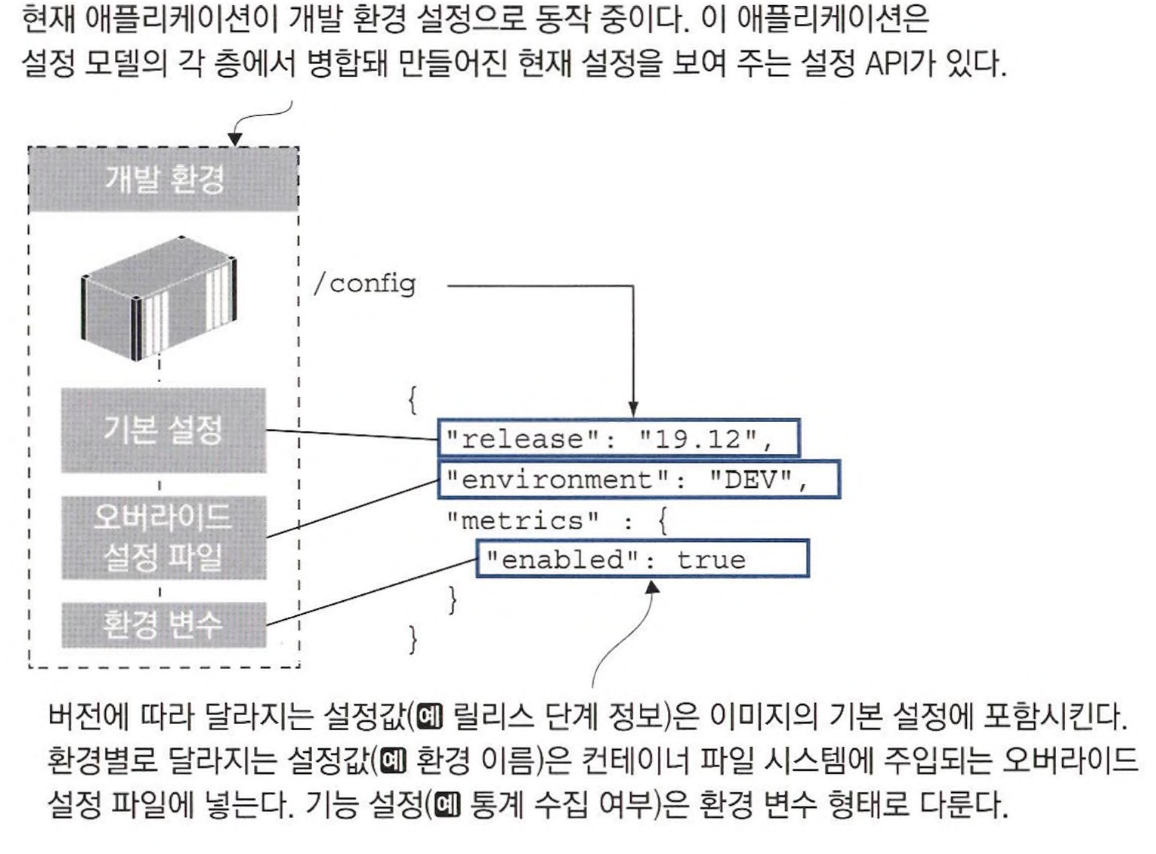 현재 애플리케이션이 개발 환경 설정으로 동작 중이다. 이 애플리케이션은
설정 모델의 각 층에서 병합돼 만들어진 현재 설정을 보여 주는 설정 API가 있다.
개발 환경
/config
기본 설정
오버라이드
설정 파일
환경 변수
{
"release": "19.12",
"environment": "DEV",
"metrics" : {
"enabled": true
}
}
버전에 따라 달라지는 설정값(예 릴리스 단계 정보)은 이미지의 기본 설정에 포함시킨다.
환경별로 달라지는 설정값(예 환경 이름)은 컨테이너 파일 시스템에 주입되는 오버라이드
설정 파일에 넣는다. 기능 설정(예 통계 수집 여부)은 환경 변수 형태로 다룬다.